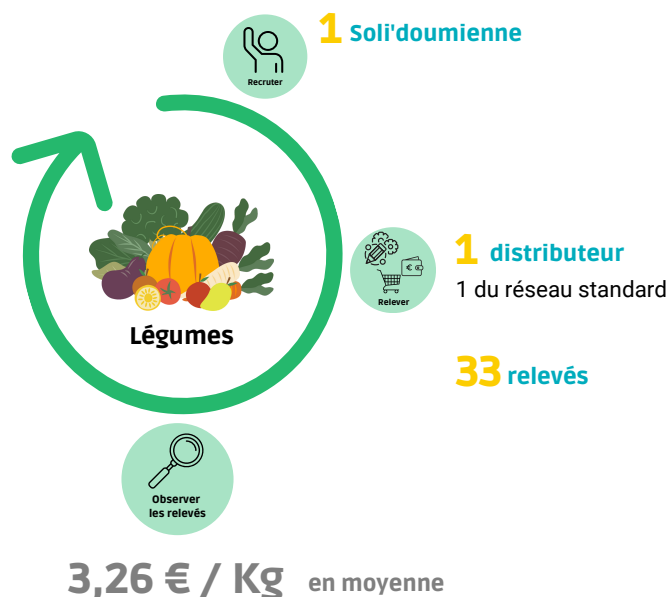 1 Soli'doumienne
Recruter
1 distributeur
1 du réseau standard
€ €
Relever
Légumes
33 relevés
Observer
les relevés
3,26 € / Kg en moyenne